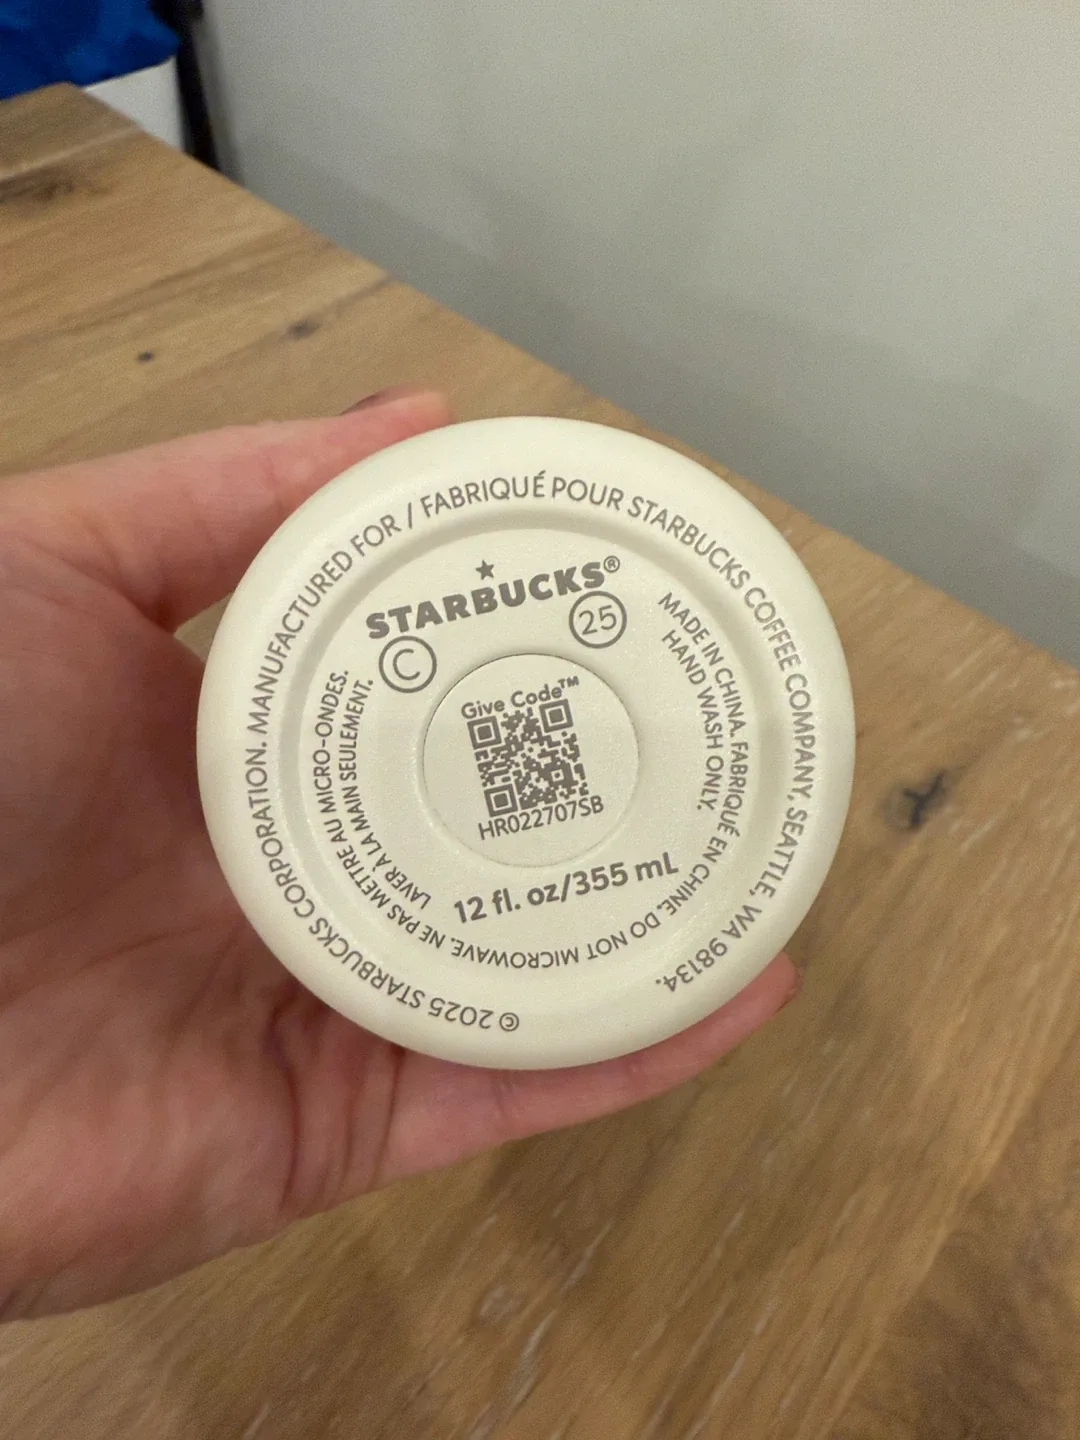 © 2025 STARBUCKS CORPORATION. MANUFACTURED FOR / FABRIQUÉ POUR STARBUCKS COFFEE COMPANY, SEATTLE, WA 98134.
STARBUCKS®
C
25
MADE IN CHINA. FABRIQUÉ EN CHINE. DO NOT MICROWAVE. NE PAS METTRE AU MICRO-ONDES.
HAND WASH ONLY.
LAVER À LA MAIN SEULEMENT.
Give Code™
HR022707SB
12 fl. oz/355 mL